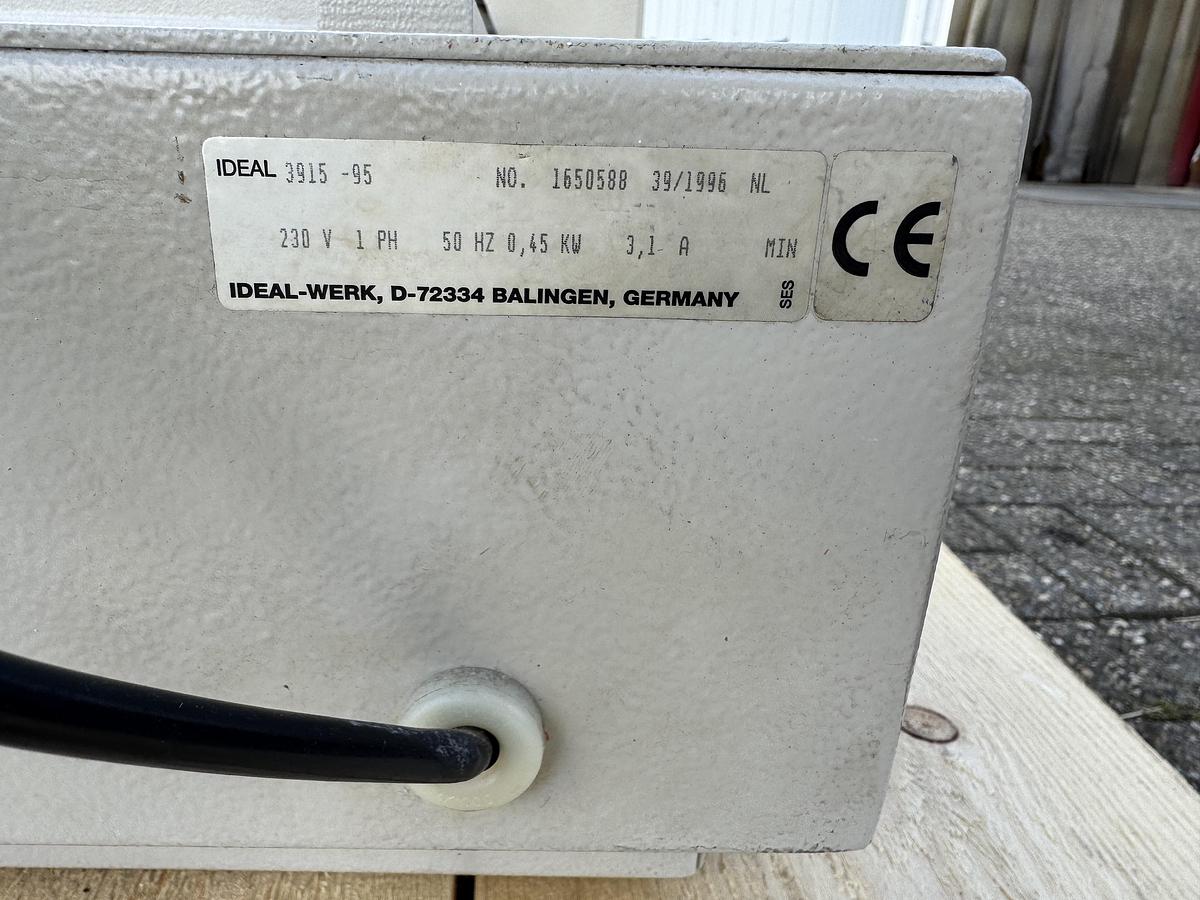 IDEAL 3915 -95 NO. 1650588 39/1996 NL
230 V 1 PH 50 HZ 0,45 KW 3,1 A MIN
IDEAL-WERK, D-72334 BALINGEN, GERMANY
SES
CE